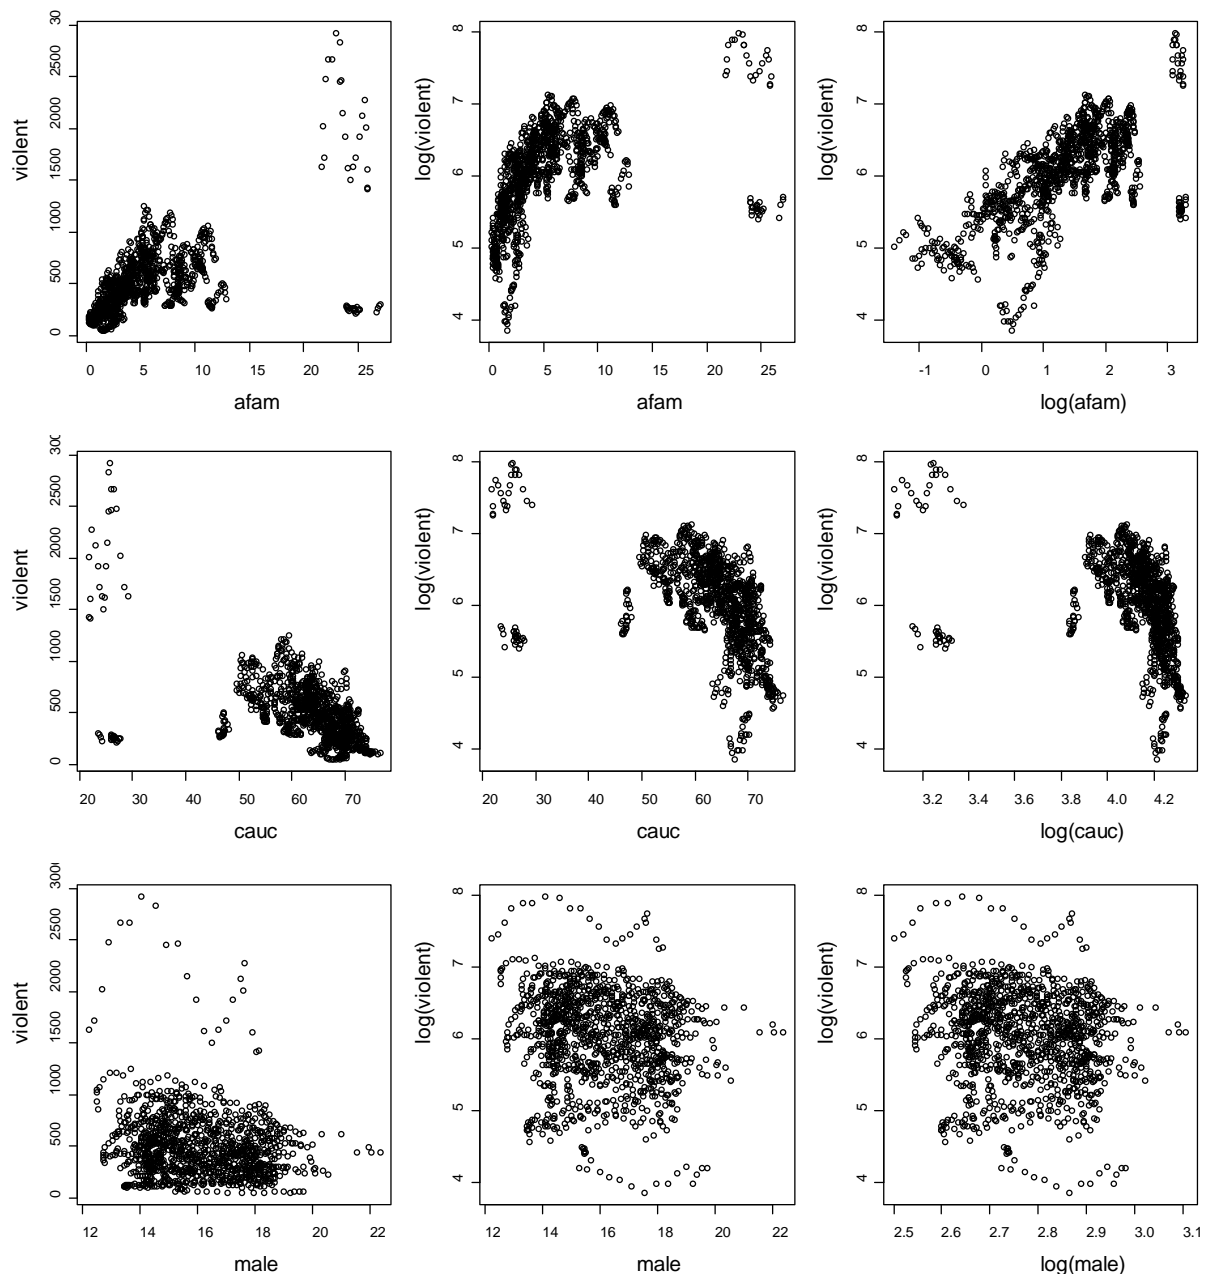 violent
0 500 1000 1500 2000 2500 30
0 5 10 15 20 25
afam
log(violent)
4 5 6 7 8
0 5 10 15 20 25
afam
log(violent)
4 5 6 7 8
-1 0 1 2 3
log(afam)
violent
0 500 1000 1500 2000 2500 300
20 30 40 50 60 70
cauc
log(violent)
4 5 6 7 8
20 30 40 50 60 70
cauc
log(violent)
4 5 6 7 8
3.2 3.4 3.6 3.8 4.0 4.2
log(cauc)
violent
0 500 1000 1500 2000 2500 3000
12 14 16 18 20 22
male
log(violent)
4 5 6 7 8
12 14 16 18 20 22
male
log(violent)
4 5 6 7 8
2.5 2.6 2.7 2.8 2.9 3.0 3.1
log(male)